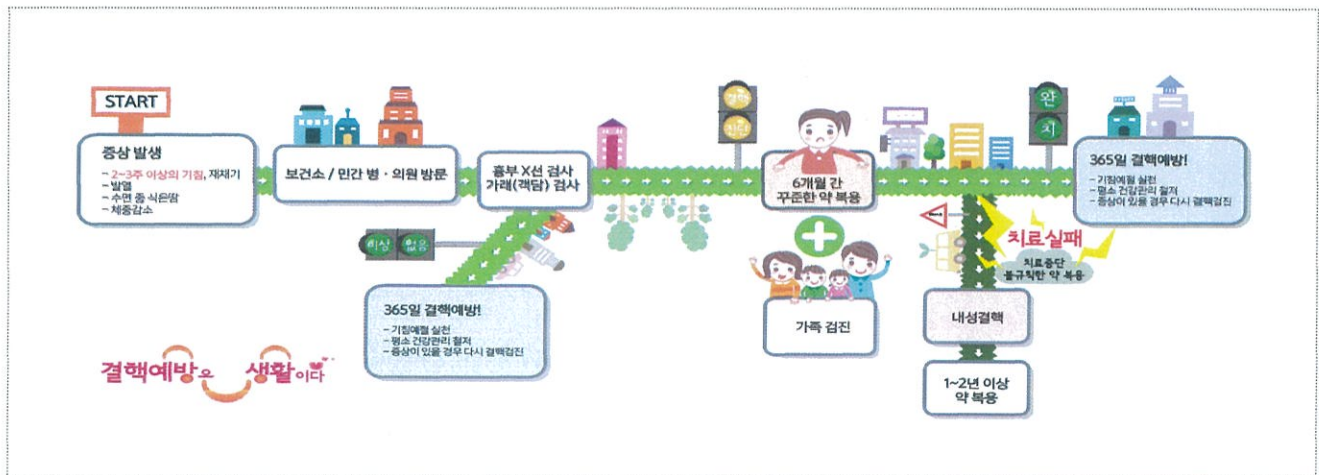 START
증상 발생
- 2~3주 이상의 기침, 재채기
- 발열
- 수면 중 식은땀
- 체중감소
보건소 / 민간 병 · 의원 방문
흉부 X선 검사
가래(객담) 검사
이상 없음
365일 결핵예방!
- 기침예절 실천
- 평소 건강관리 철저
- 증상이 있을 경우 다시 결핵검진
결핵
진단
6개월 간
꾸준한 약 복용
가족 검진
완
치
365일 결핵예방!
- 기침예절 실천
- 평소 건강관리 철저
- 증상이 있을 경우 다시 결핵검진
치료실패
치료중단
불규칙한 약 복용
내성결핵
1~2년 이상
약 복용
결핵예방은 생활이다